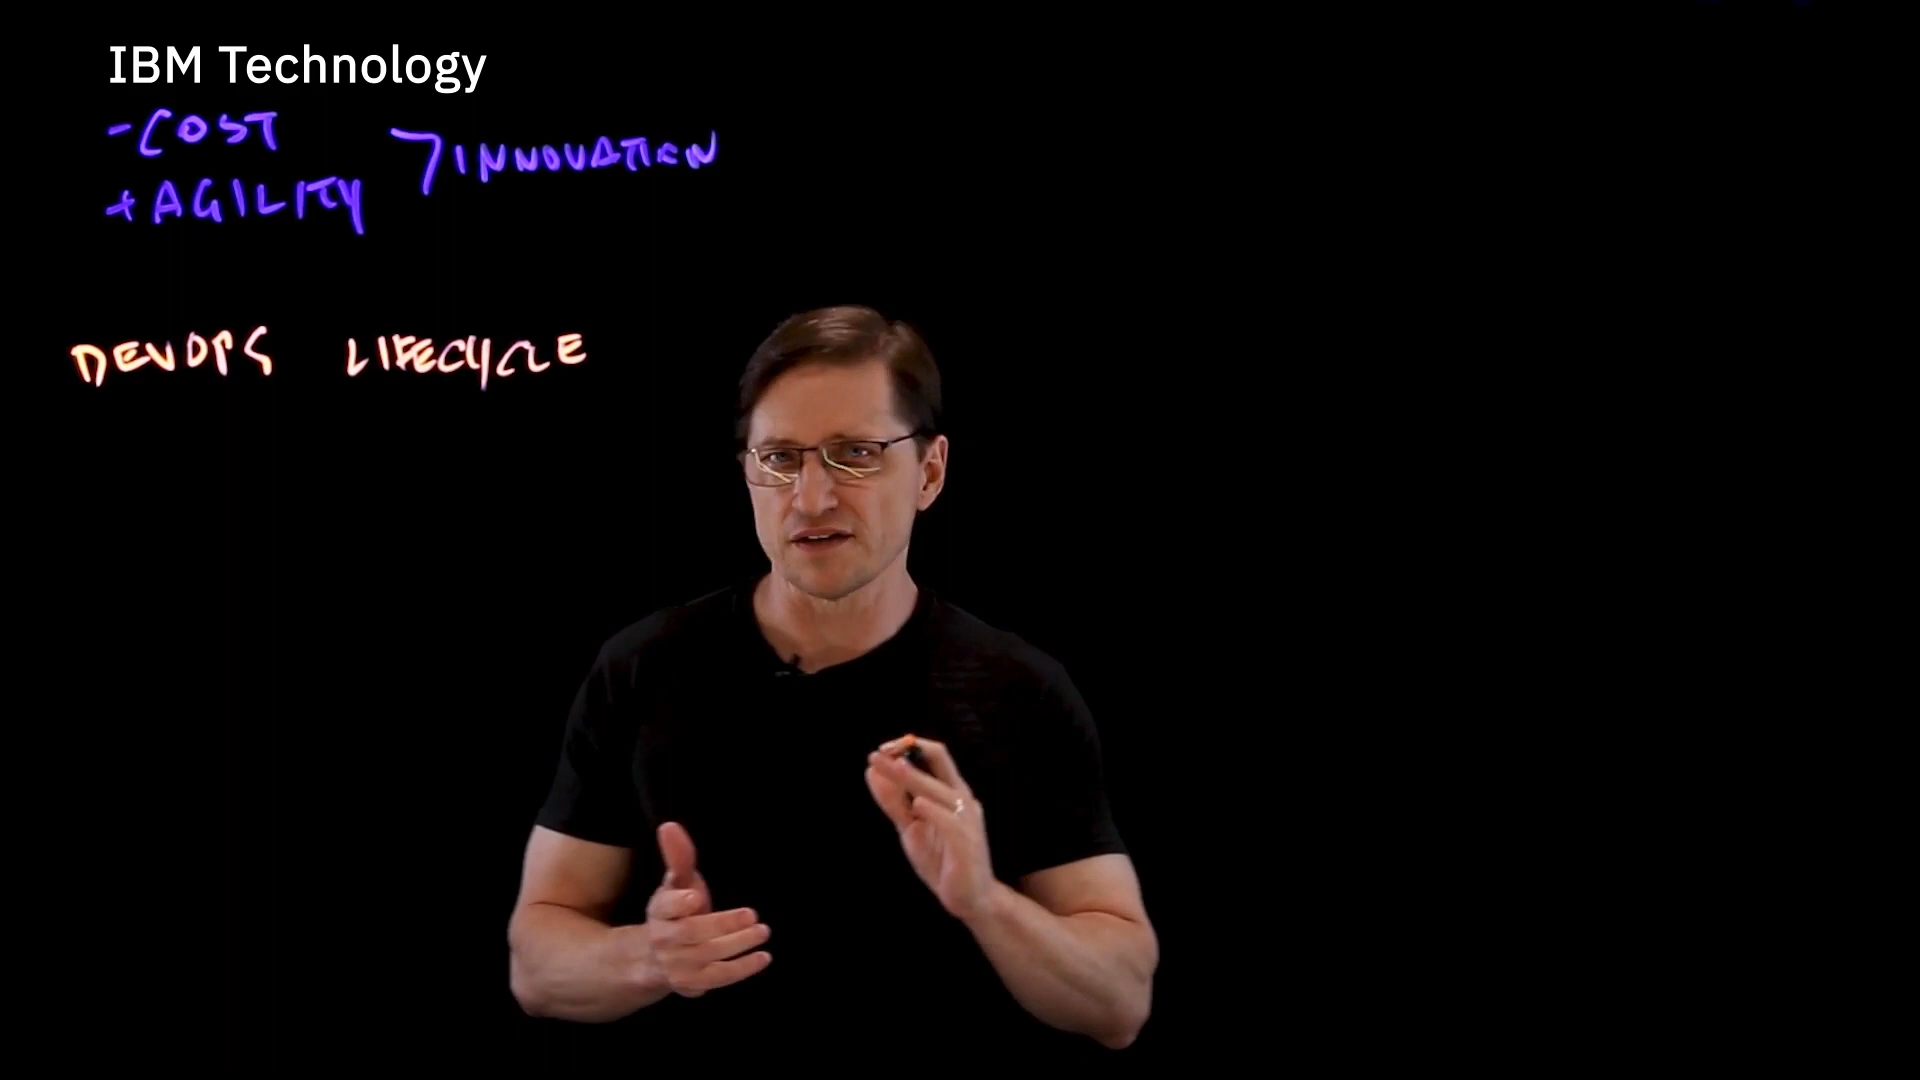 IBM Technology
- COST
+ AGILITY
> INNOVATION
DEVOPS LIFECYCLE